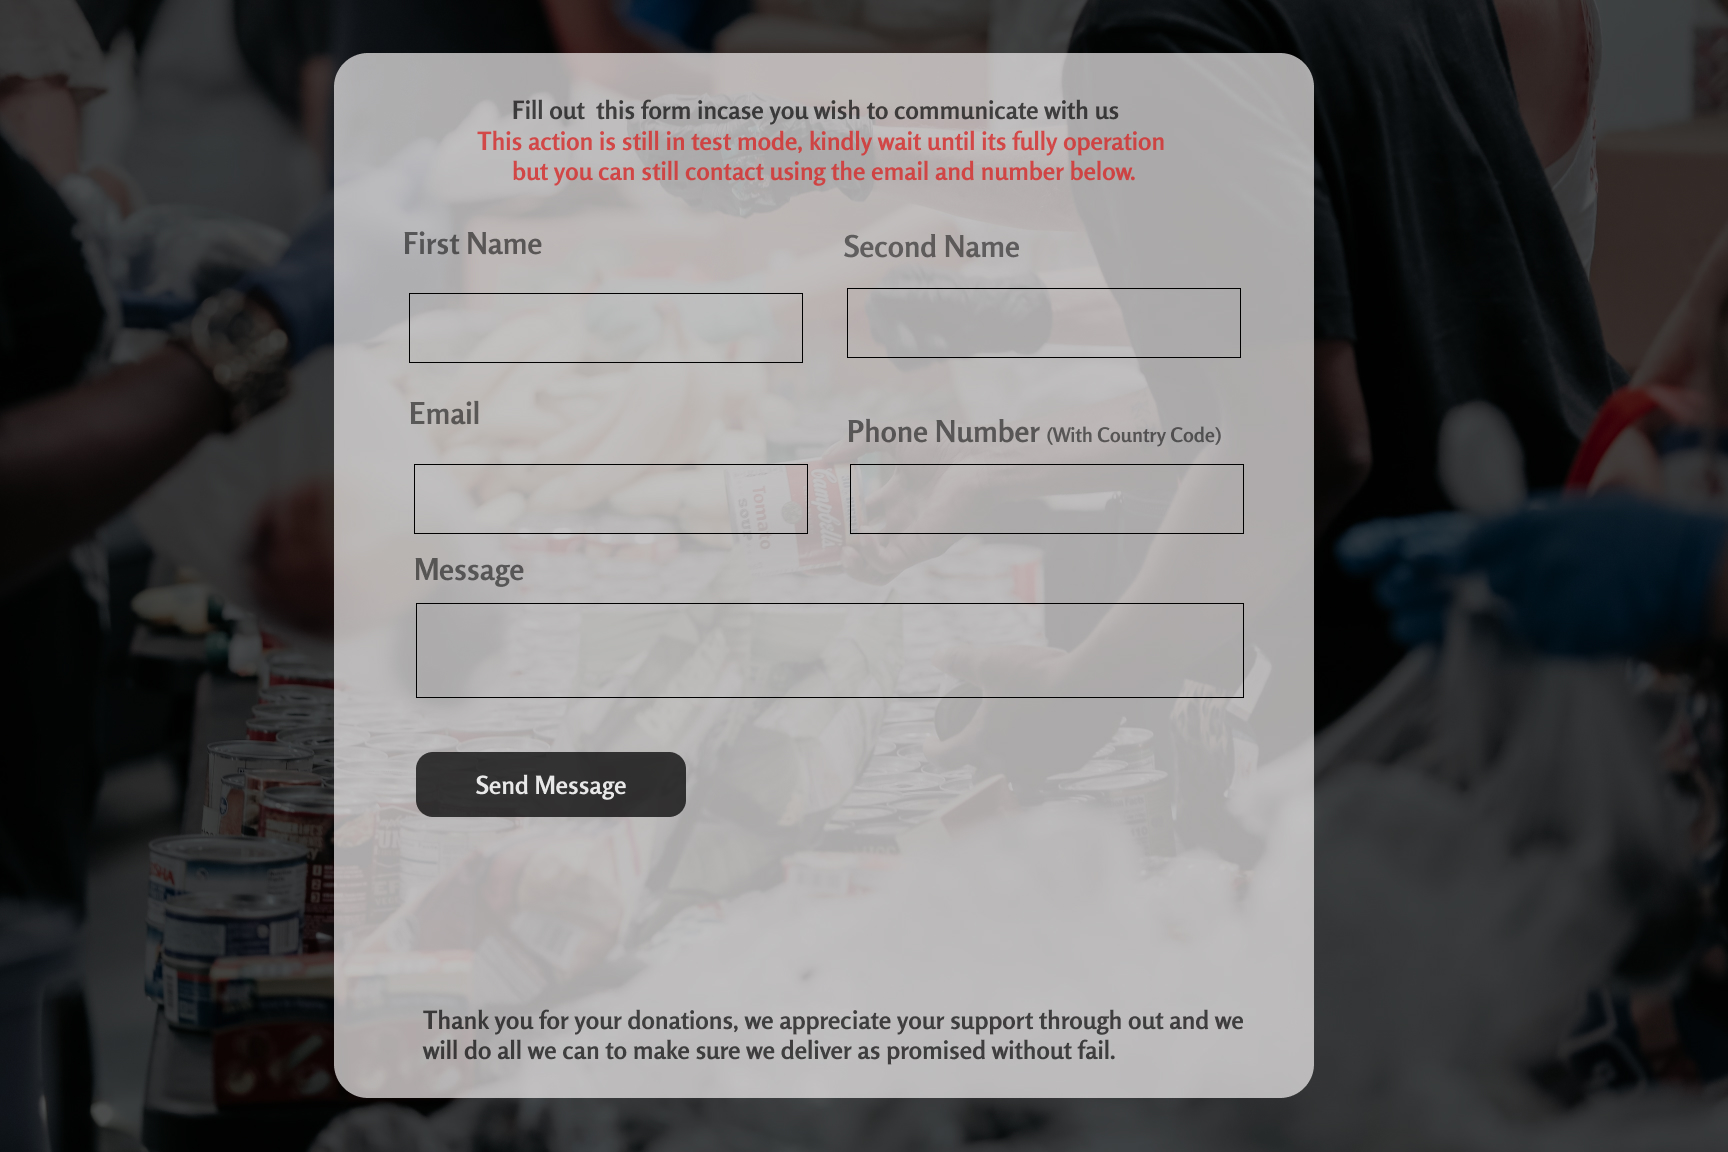 Fill out  this form incase you wish to communicate with us
This action is still in test mode, kindly wait until its fully operation
but you can still contact using the email and number below.
First Name
Second Name
Email
Phone Number (With Country Code)
Tomato
Campbell's
Message
Send Message
Thank you for your donations, we appreciate your support through out and we
will do all we can to make sure we deliver as promised without fail.